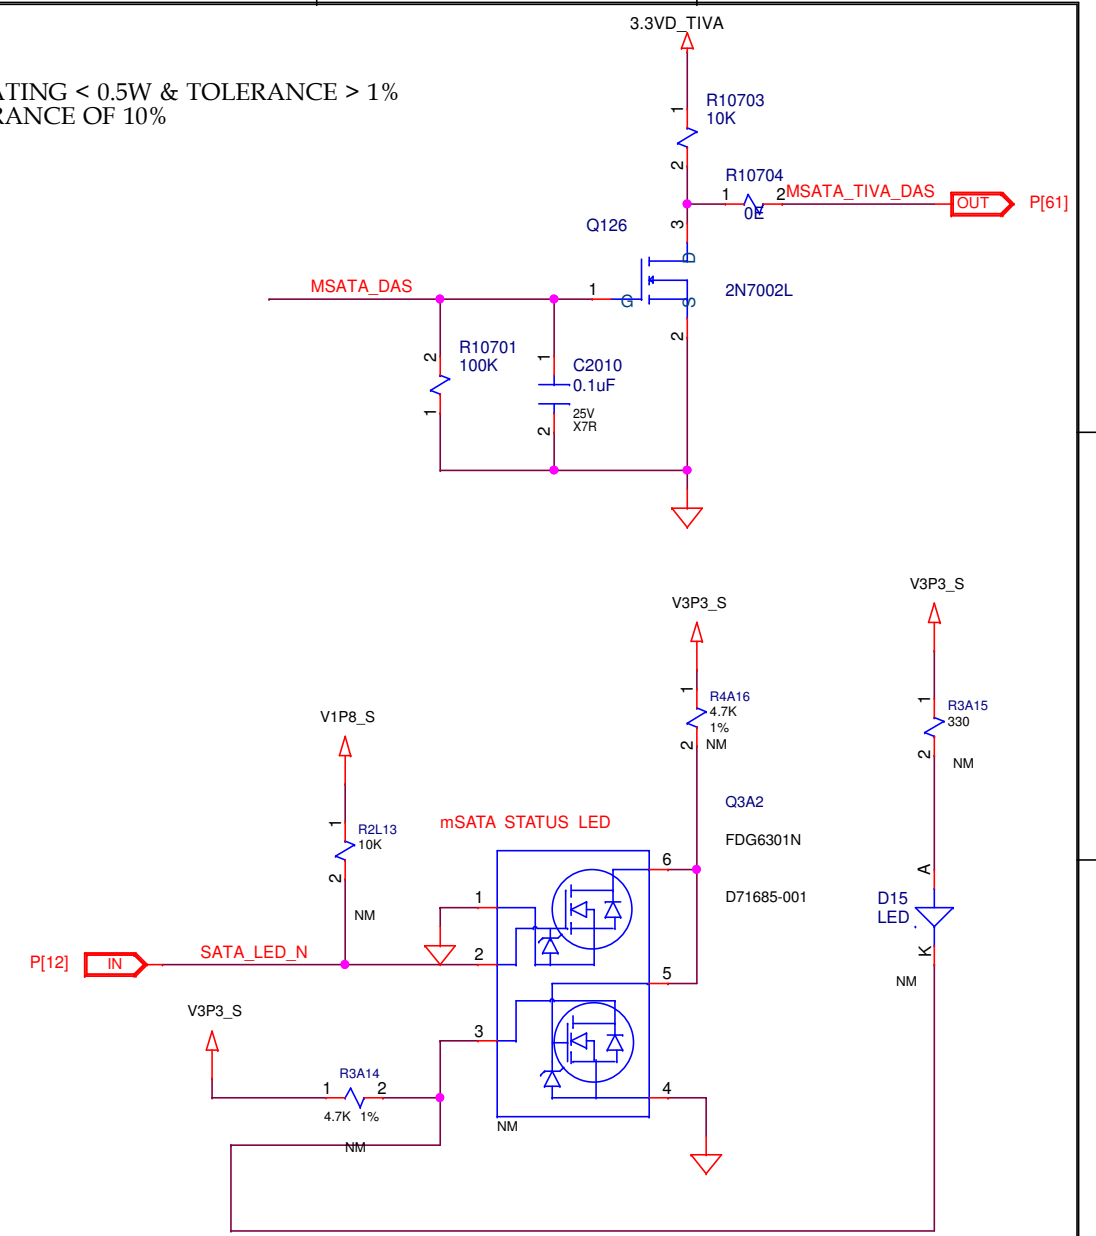 3.3VD_TIVA
ATING < 0.5W & TOLERANCE > 1%
RANCE OF 10%
1
R10703
10K
2
R10704
1
2
MSATA_TIVA_DAS
0E
OUT
P[61]
Q126
3
D
MSATA_DAS
1
G
S
2N7002L
2
2
R10701
100K
1
1
C2010
0.1uF
25V
X7R
2
V3P3_S
V3P3_S
1
R4A16
4.7K
1%
2
NM
1
R3A15
330
2
NM
V1P8_S
1
R2L13
10K
2
NM
mSATA STATUS LED
Q3A2
FDG6301N
D71685-001
6
1
A
D15
LED
K
NM
P[12]
IN
SATA_LED_N
2
5
V3P3_S
3
R3A14
1
2
4.7K 1%
NM
4
NM